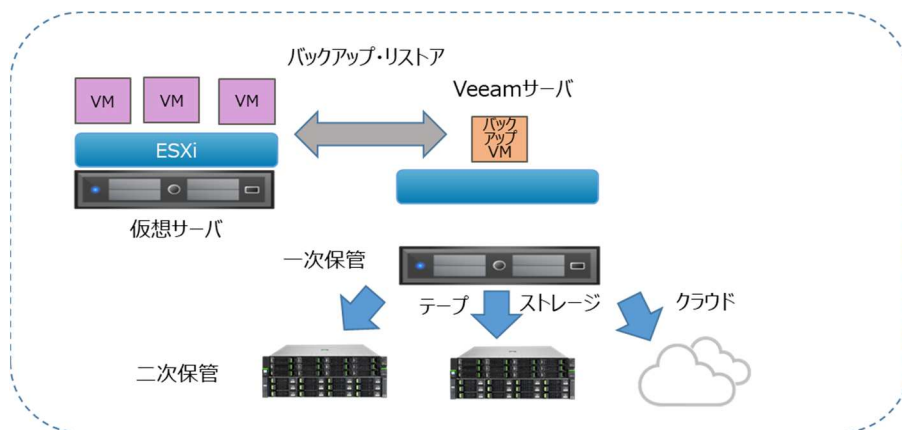 バックアップ・リストア
Veeamサーバ
VM
VM
VM
バック
アップ
VM
ESXi
仮想サーバ
一次保管
テープ
ストレージ
クラウド
二次保管